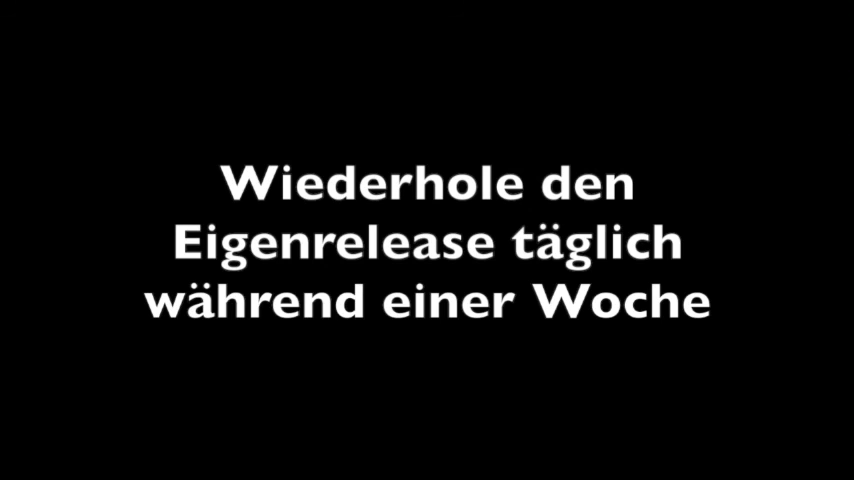 Wiederhole den
Eigenrelease täglich
während einer Woche